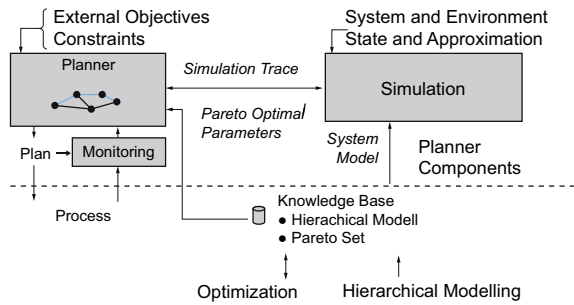 External Objectives
Constraints
System and Environment
State and Approximation
Planner
Simulation Trace
Simulation
Pareto Optimal
Parameters
System
Model
Plan
Monitoring
Planner
Components
Process
Knowledge Base
● Hierachical Modell
● Pareto Set
Optimization
Hierarchical Modelling